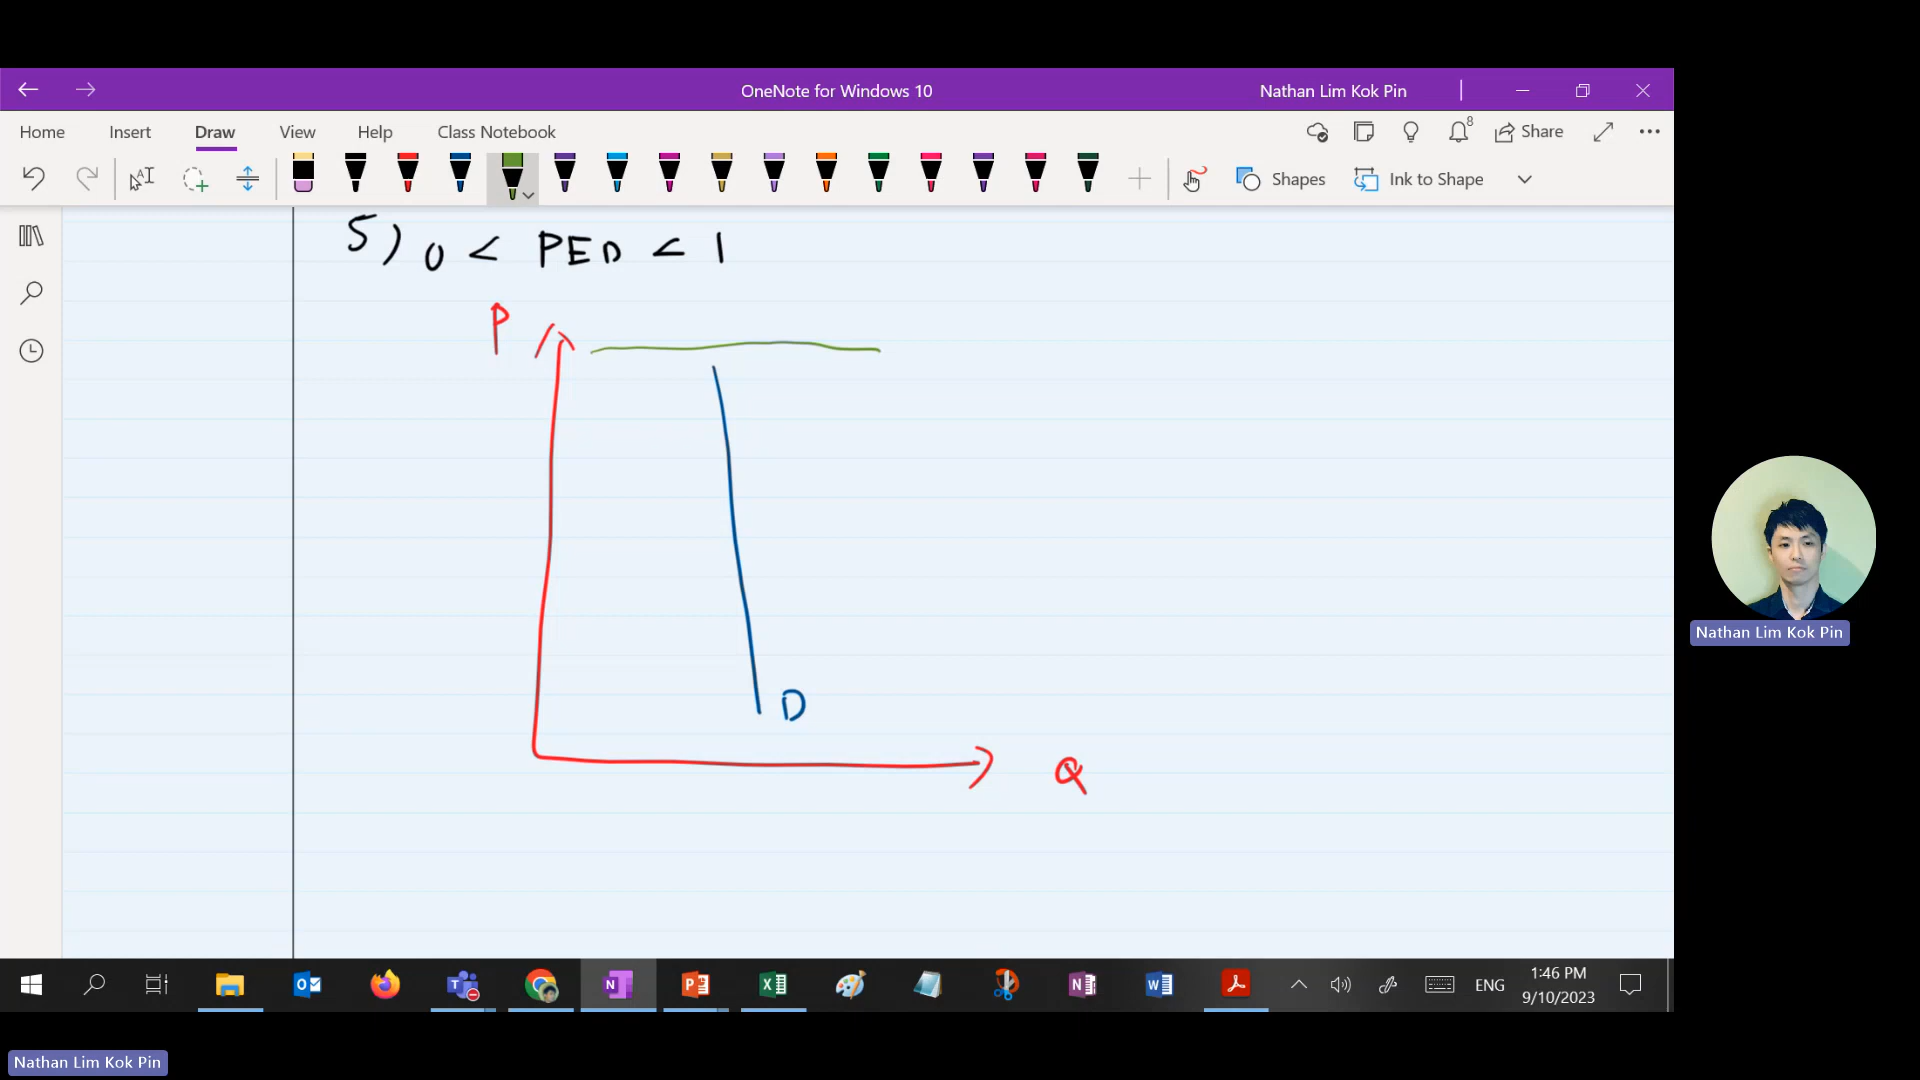 OneNote for Windows 10
Nathan Lim Kok Pin
Home Insert Draw View Help Class Notebook
8
Share
Shapes
Ink to Shape
5) 0 < PED < 1
P
D
Q
Nathan Lim Kok Pin
ENG
1:46 PM
9/10/2023
Nathan Lim Kok Pin